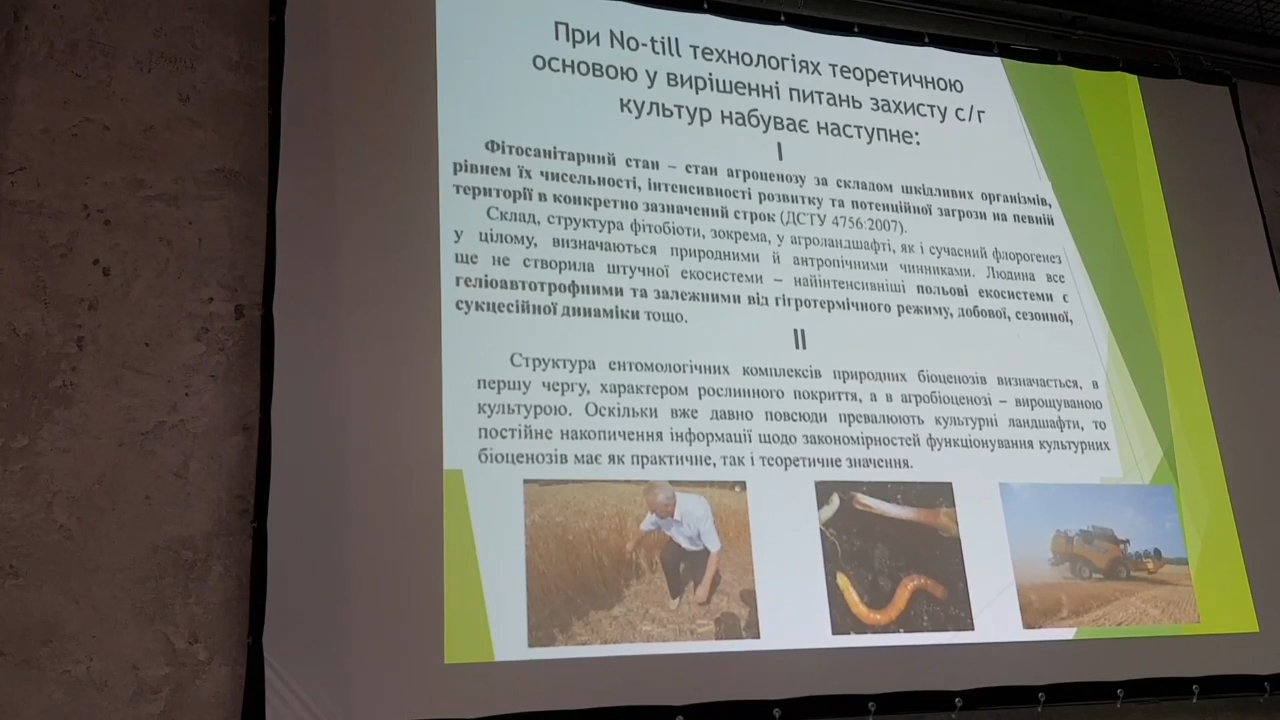 При No-till технологіях теоретичною
основою у вирішенні питань захисту с/г
культур набуває наступне:
I
Фітосанітарний стан – стан агроценозу за складом шкідливих організмів,
рівнем їх чисельності, інтенсивності розвитку та потенційної загрози на певній
території в конкретно зазначений строк (ДСТУ 4756:2007).
Склад, структура фітобіоти, зокрема, у агроландшафті, як і сучасний флорогенез
у цілому, визначаються природними й антропічними чинниками. Людина все
ще не створила штучної екосистеми – найінтенсивніші польові екосистеми є
геліоавтотрофними та залежними від гігротермічного режиму, добової, сезонної,
сукцесійної динаміки тощо.
II
Структура ентомологічних комплексів природних біоценозів визначається, в
першу чергу, характером рослинного покриття, а в агробіоценозі – вирощуваною
культурою. Оскільки вже давно повсюди превалюють культурні ландшафти, то
постійне накопичення інформації щодо закономірностей функціонування культурних
біоценозів має як практичне, так і теоретичне значення.